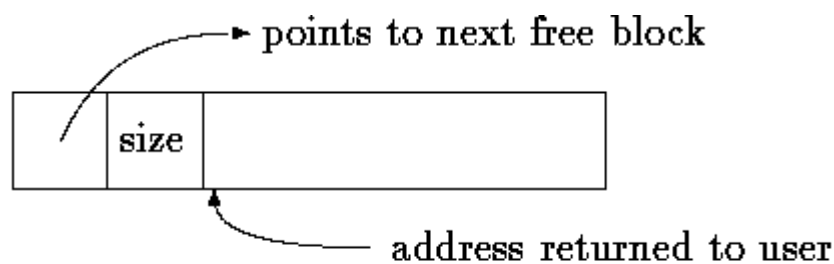 points to next free block
size
address returned to user